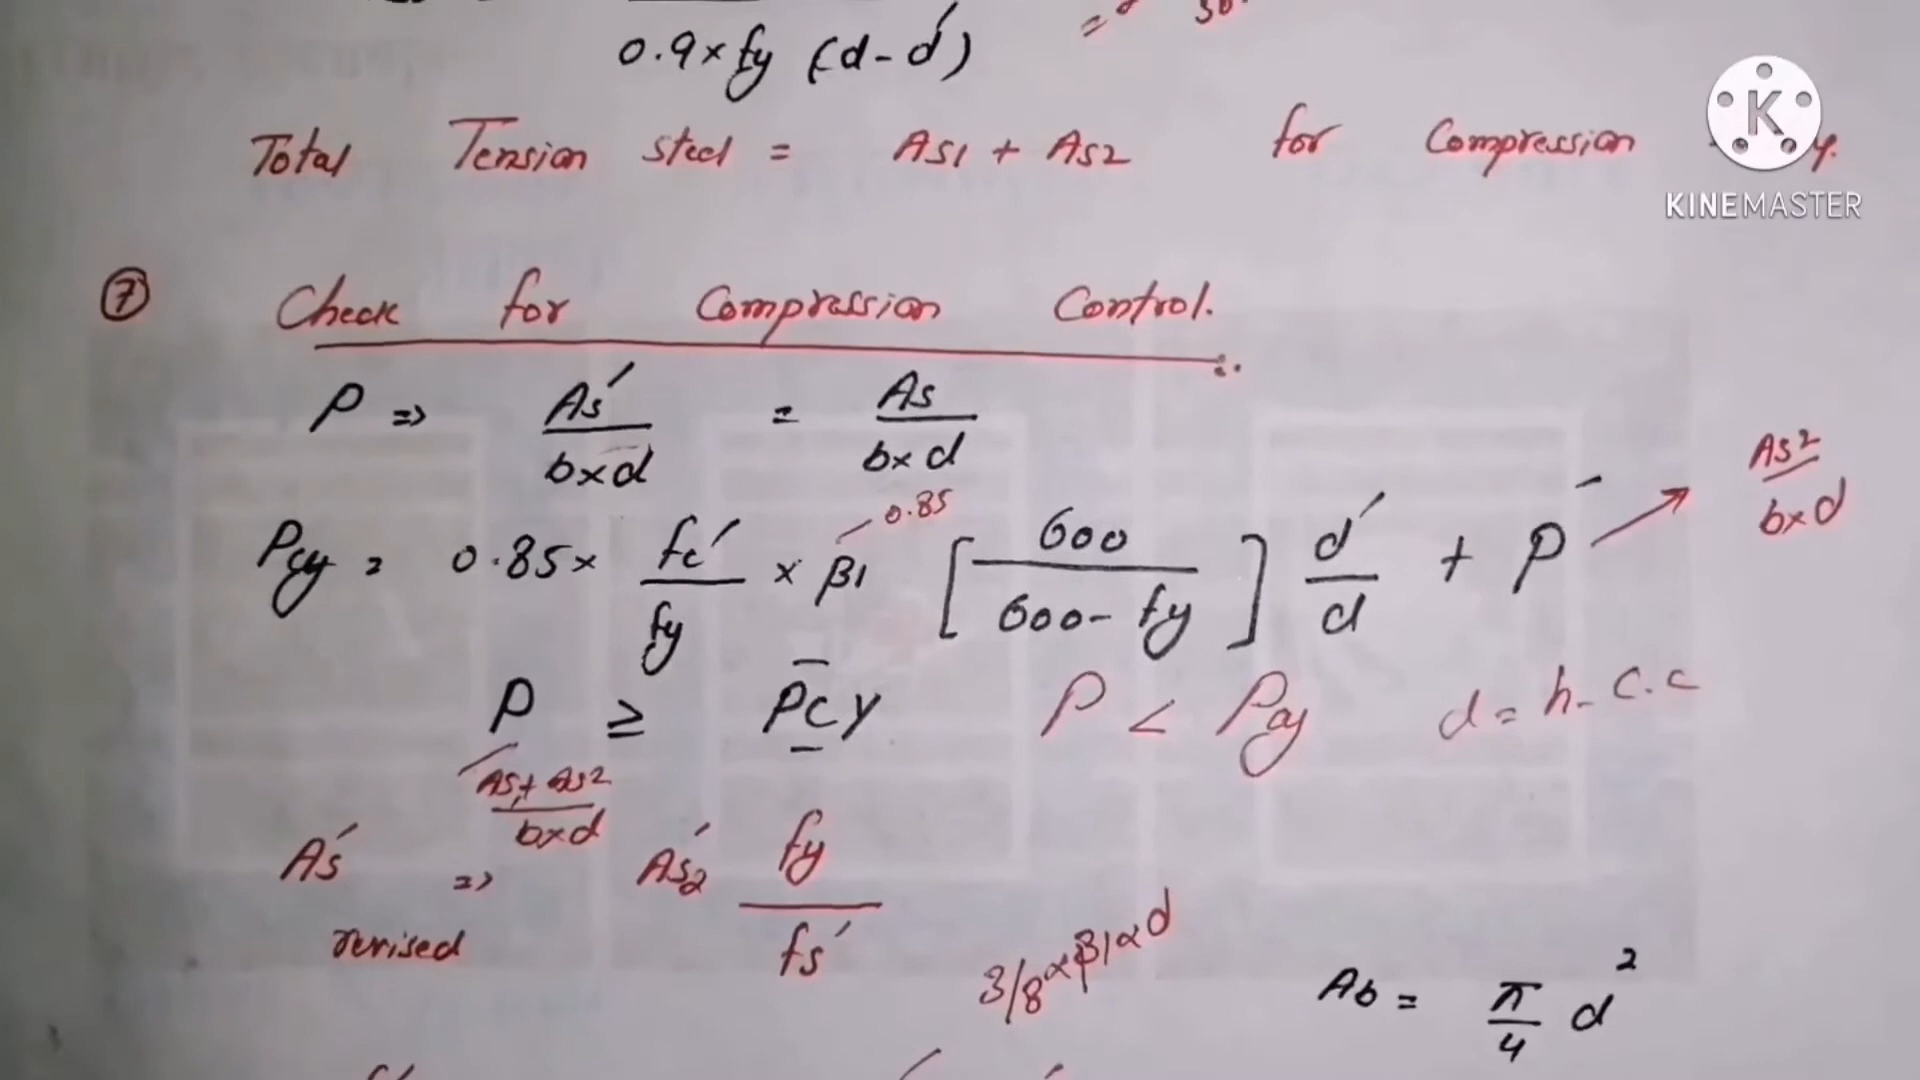 0.9×fy (d-d′)
Total Tension steel = As1 + As2 for Compression
K
KINEMASTER
⑦ Check for Compression Control.
ρ => As′/b×d = As/b×d
ρcy = 0.85× fc′/fy × β1 [600/600-fy] d′/d + ρ′
0.85
As2/b×d
ρ ≥ ρ̅cy ρ < ρcy d = h- c.c
As1+As2/b×d
As′ => As2′ fy/fs′
revised
3/8×β1×d
Ab = π/4 d²